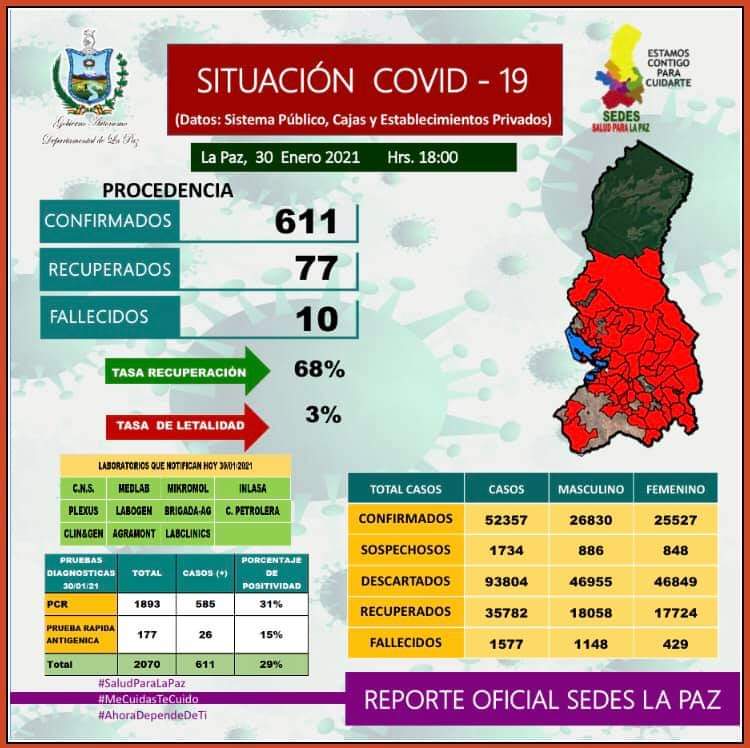 Gobierno Autónomo
Departamental de La Paz
SITUACIÓN COVID - 19
(Datos: Sistema Público, Cajas y Establecimientos Privados)
ESTAMOS
CONTIGO
PARA
CUIDARTE
SEDES
SALUD PARA LA PAZ
La Paz, 30 Enero 2021 Hrs. 18:00
PROCEDENCIA
CONFIRMADOS 611
RECUPERADOS 77
FALLECIDOS 10
TASA RECUPERACIÓN 68%
TASA DE LETALIDAD 3%
LABORATORIOS QUE NOTIFICAN HOY 30/01/2021
C.N.S. MEDLAB MIKRONOL INLASA
PLEXUS LABOGEN BRIGADA-AG C. PETROLERA
CLIN&GEN AGRAMONT LABCLINICS
PRUEBAS DIAGNOSTICAS 30/01/21 TOTAL CASOS (+) PORCENTAJE DE POSITIVIDAD
PCR 1893 585 31%
PRUEBA RAPIDA ANTIGENICA 177 26 15%
Total 2070 611 29%
TOTAL CASOS CASOS MASCULINO FEMENINO
CONFIRMADOS 52357 26830 25527
SOSPECHOSOS 1734 886 848
DESCARTADOS 93804 46955 46849
RECUPERADOS 35782 18058 17724
FALLECIDOS 1577 1148 429
#SaludParaLaPaz
#MeCuidasTeCuido
#AhoraDependeDeTi
REPORTE OFICIAL SEDES LA PAZ